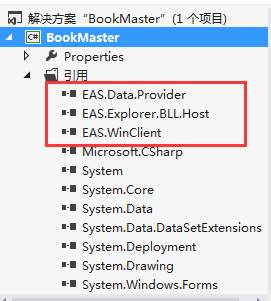 解决方案“BookMaster”(1 个项目)
C# BookMaster
Properties
引用
EAS.Data.Provider
EAS.Explorer.BLL.Host
EAS.WinClient
Microsoft.CSharp
System
System.Core
System.Data
System.Data.DataSetExtensions
System.Deployment
System.Drawing
System.Windows.Forms